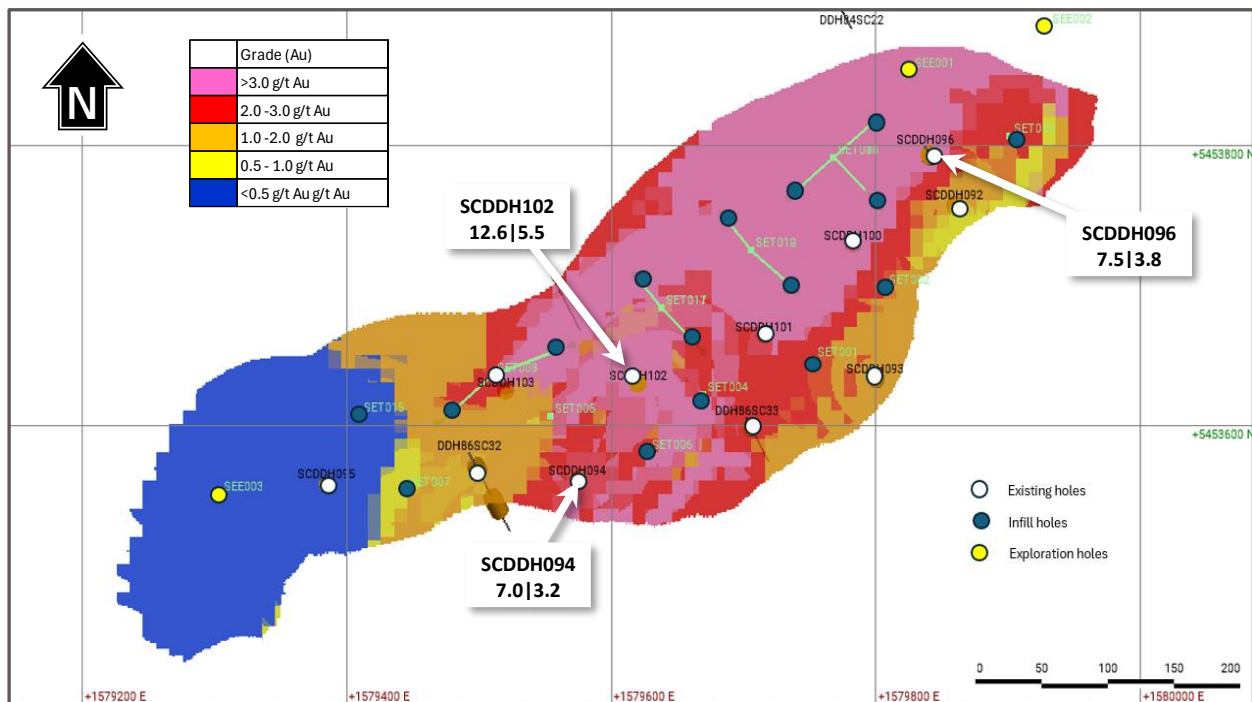 DDH84SC22
SEE002
N
Grade (Au)
>3.0 g/t Au
2.0 -3.0 g/t Au
1.0 -2.0 g/t Au
0.5 - 1.0 g/t Au
<0.5 g/t Au g/t Au
SEE001
SCDDH096
+5453800 N
SCDDH102
12.6|5.5
SCDDH092
SCDDH096
7.5|3.8
SCDDH100
SET018
SET002
SET017
SCDDH101
SET001
SCDDH093
SCDDH102
SCDDH103
SET004
SET005
DDH86SC33
SET015
+5453600 N
DDH86SC32
SET006
SCDDH094
SCDDH095
SEE003
SET007
Existing holes
Infill holes
Exploration holes
SCDDH094
7.0|3.2
0 50 100 150 200
+1579200 E
+1579400 E
+1579600 E
+1579800 E
+1580000 E